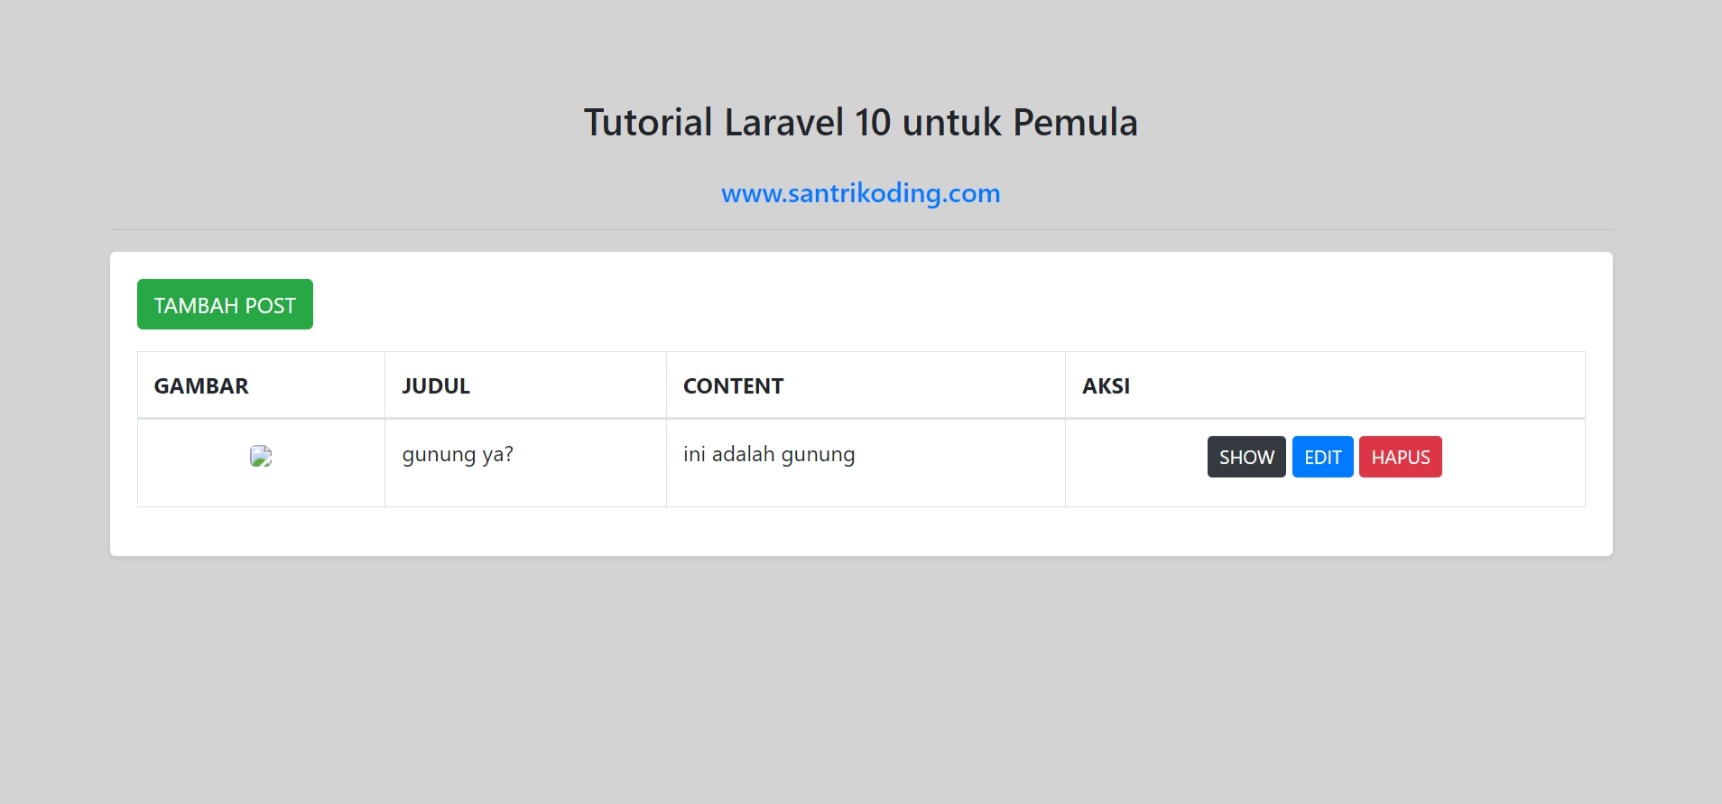 Tutorial Laravel 10 untuk Pemula
www.santrikoding.com
TAMBAH POST
GAMBAR JUDUL CONTENT AKSI
gunung ya? ini adalah gunung SHOW EDIT HAPUS